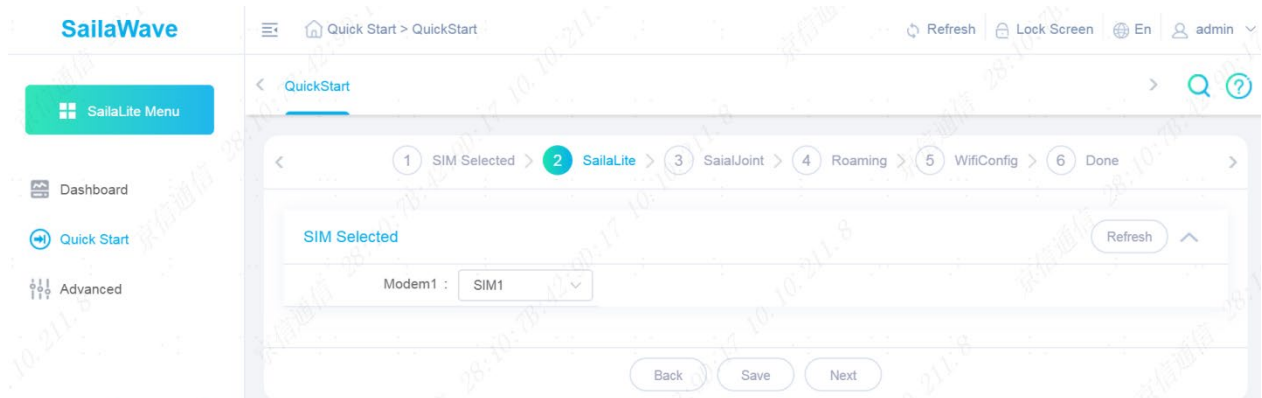 SailaWave
Quick Start > QuickStart
Refresh
Lock Screen
En
admin
SailaLite Menu
QuickStart
1 SIM Selected > 2 SailaLite > 3 SaialJoint > 4 Roaming > 5 WifiConfig > 6 Done
Dashboard
Quick Start
Advanced
SIM Selected
Refresh
Modem1 : SIM1
Back
Save
Next